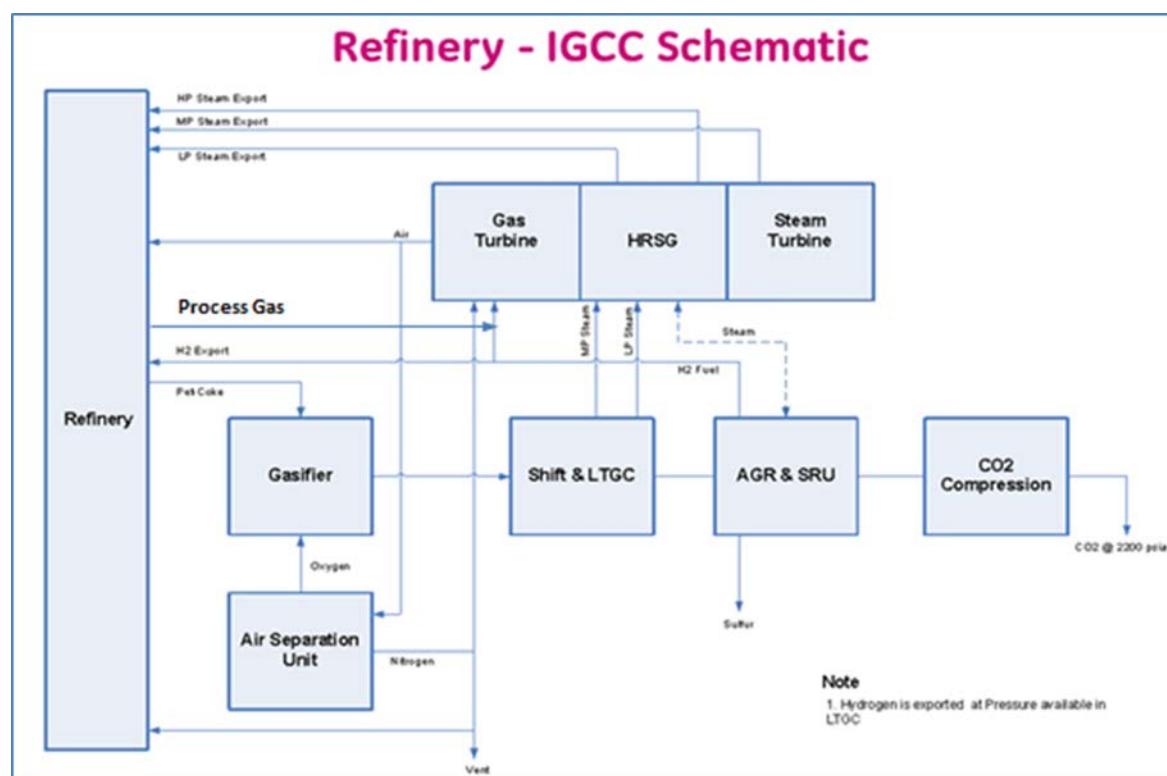 Refinery - IGCC Schematic
HP Steam Export
MP Steam Export
LP Steam Export
Gas
Turbine
HRSG
Steam
Turbine
Air
Process Gas
MP Steam
LP Steam
Steam
H2 Export
H2 Fuel
Pet Coke
Refinery
Gasifier
Shift & LTGC
AGR & SRU
CO2
Compression
Oxygen
CO2 @ 2200 psia
Air Separation
Unit
Nitrogen
Sulfur
Note
1. Hydrogen is exported at Pressure available in
LTGC
Vent